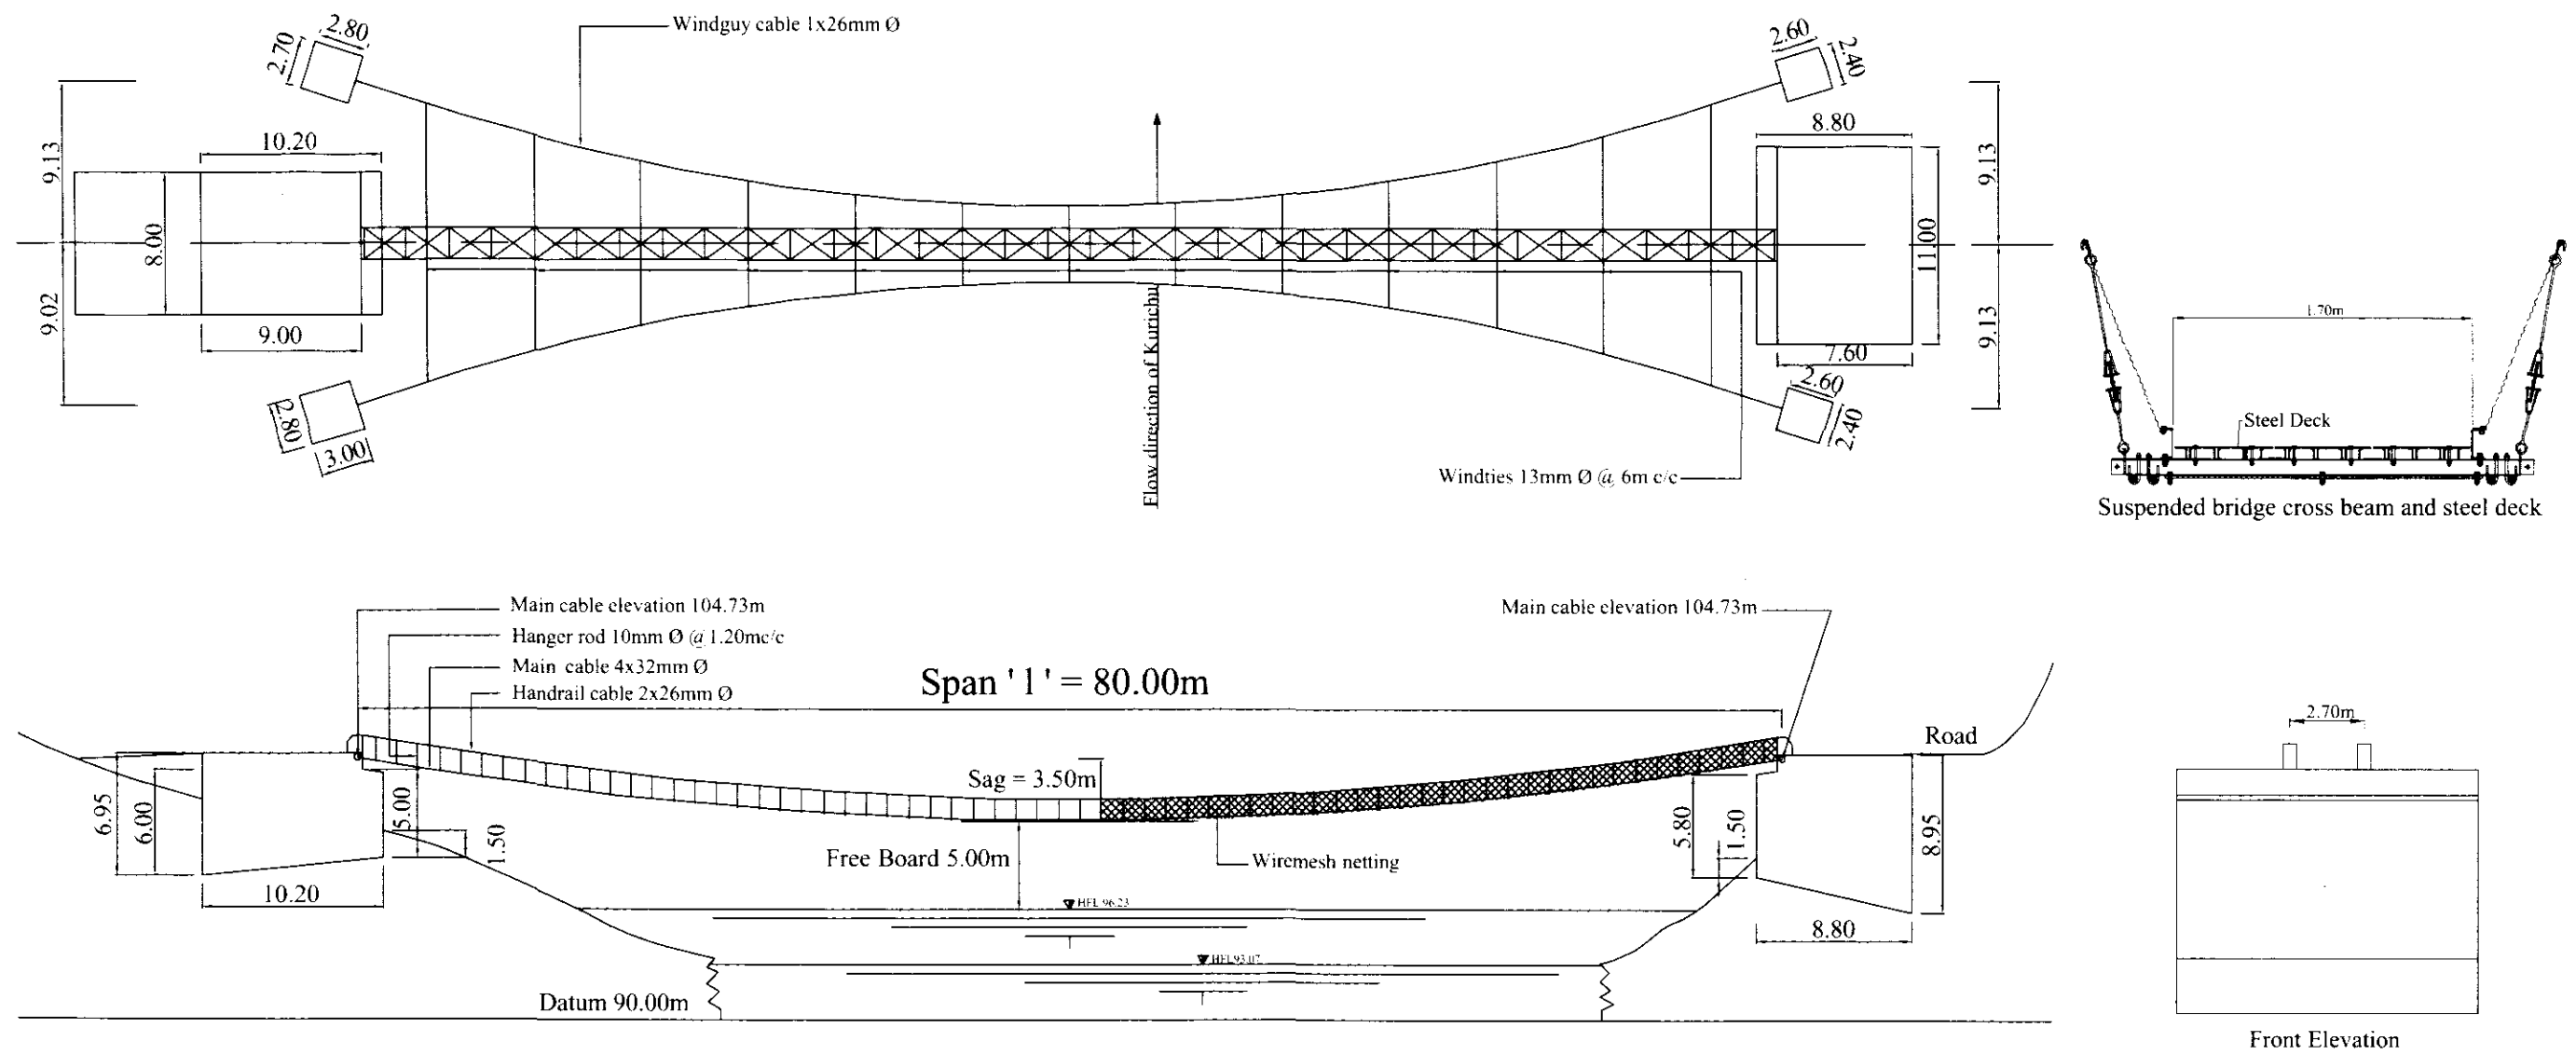 Windguy cable 1x26mm Ø
2.80
2.70
2.60
2.40
9.13
10.20
8.80
9.13
8.00
11.00
9.02
9.00
9.13
7.60
2.80
3.00
2.60
2.40
Flow direction of Kurichu
Windties 13mm Ø @ 6m c/c
1.70m
Steel Deck
Suspended bridge cross beam and steel deck
Main cable elevation 104.73m
Main cable elevation 104.73m
Hanger rod 10mm Ø @ 1.20mc/c
Main cable 4x32mm Ø
Handrail cable 2x26mm Ø
Span ' 1 ' = 80.00m
Road
2.70m
Sag = 3.50m
6.95
6.00
5.00
1.50
5.80
1.50
8.95
Free Board 5.00m
Wiremesh netting
10.20
HFL 96.23
8.80
HFL93.07
Datum 90.00m
Front Elevation